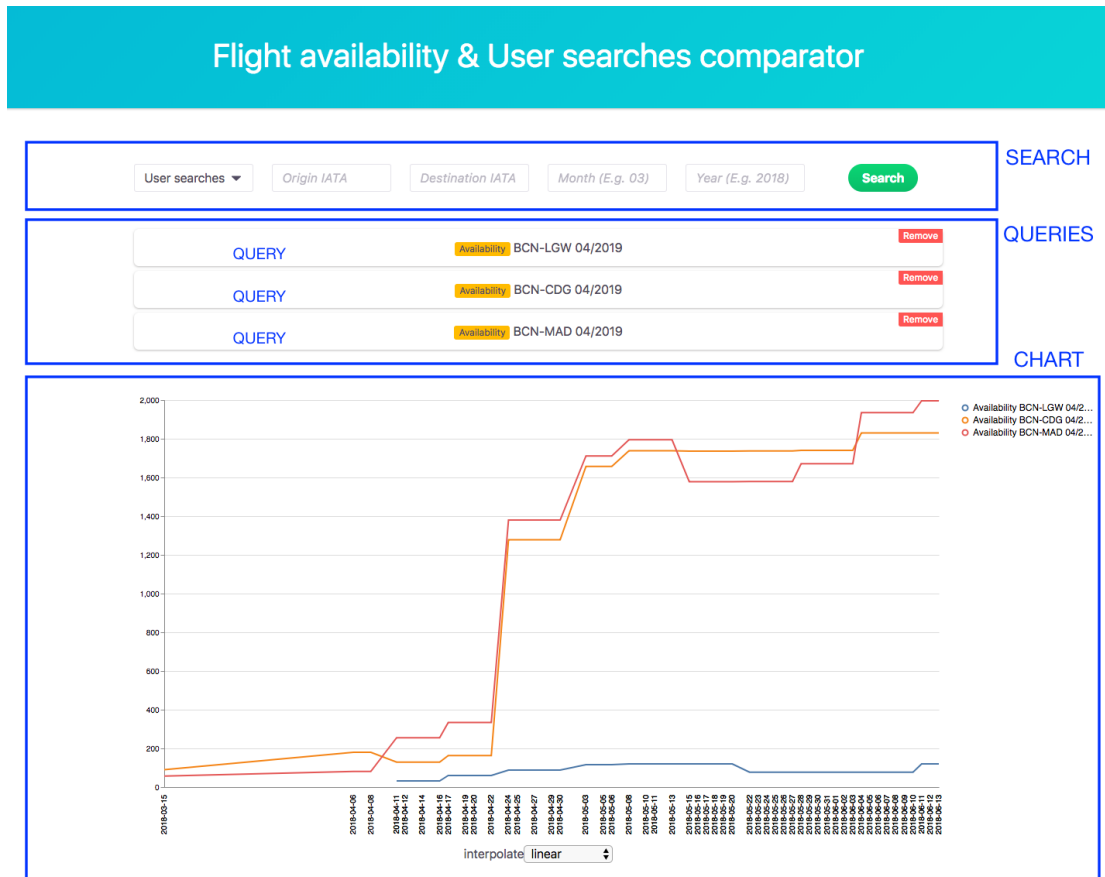 Flight availability & User searches comparator
SEARCH
User searches
Origin IATA
Destination IATA
Month (E.g. 03)
Year (E.g. 2018)
Search
QUERIES
QUERY
Availability BCN-LGW 04/2019
Remove
QUERY
Availability BCN-CDG 04/2019
Remove
QUERY
Availability BCN-MAD 04/2019
Remove
CHART
2,000
1,800
1,600
1,400
1,200
1,000
800
600
400
200
0
Availability BCN-LGW 04/2...
Availability BCN-CDG 04/2...
Availability BCN-MAD 04/2...
2018-03-15
2018-04-06
2018-04-08
2018-04-11
2018-04-12
2018-04-14
2018-04-16
2018-04-17
2018-04-19
2018-04-20
2018-04-22
2018-04-24
2018-04-25
2018-04-27
2018-04-29
2018-04-30
2018-05-03
2018-05-05
2018-05-06
2018-05-08
2018-05-10
2018-05-11
2018-05-13
2018-05-15
2018-05-16
2018-05-17
2018-05-18
2018-05-19
2018-05-20
2018-05-22
2018-05-23
2018-05-24
2018-05-25
2018-05-26
2018-05-27
2018-05-28
2018-05-29
2018-05-30
2018-05-31
2018-06-01
2018-06-02
2018-06-03
2018-06-04
2018-06-05
2018-06-06
2018-06-07
2018-06-08
2018-06-09
2018-06-10
2018-06-11
2018-06-12
2018-06-13
interpolate linear